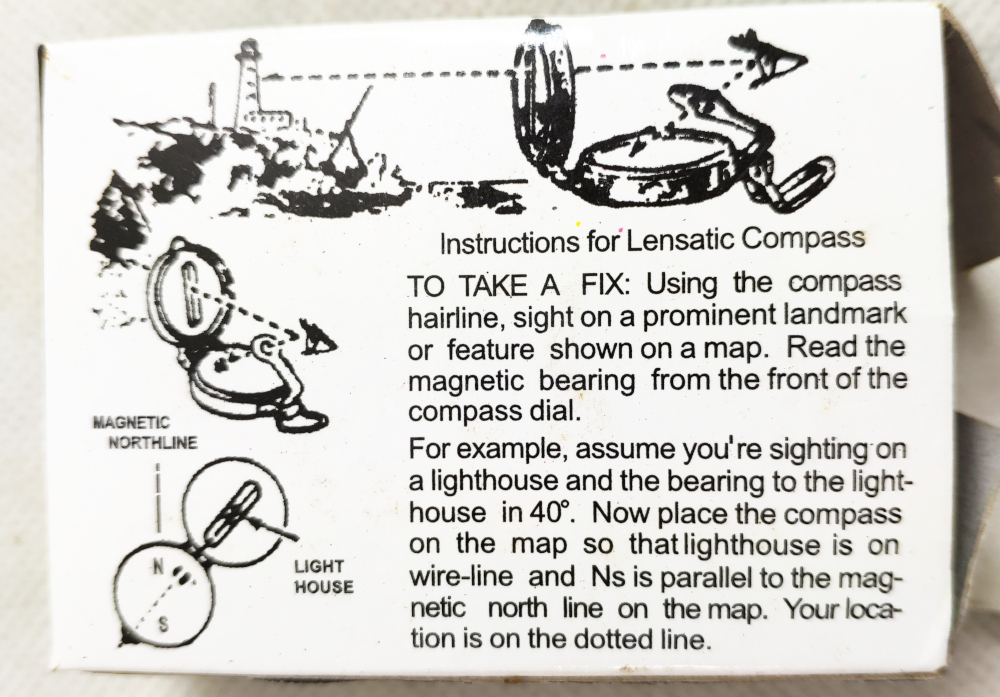 Instructions for Lensatic Compass
TO TAKE A FIX: Using the compass
hairline, sight on a prominent landmark
or feature shown on a map. Read the
magnetic bearing from the front of the
compass dial.
For example, assume you're sighting on
a lighthouse and the bearing to the light-
house in 40°. Now place the compass
on the map so that lighthouse is on
wire-line and Ns is parallel to the mag-
netic north line on the map. Your loca-
tion is on the dotted line.
MAGNETIC
NORTHLINE
N
S
LIGHT
HOUSE